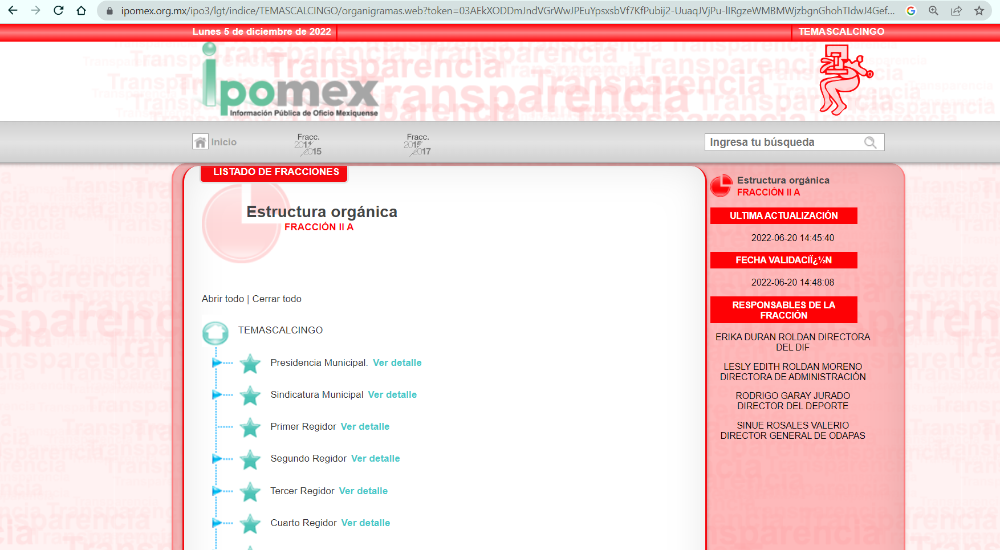 ipomex.org.mx/ipo3/lgt/indice/TEMASCALCINGO/organigramas.web?token=03AEkXODDmJndVGrWwJPEuYpsxsbVf7KfPubij2-UuaqJVjPu-lIRgzeWMBMWjzbgnGhohTIdwJ4Gef...
Lunes 5 de diciembre de 2022
TEMASCALCINGO
Transparencia
ipomex
Información Pública de Oficio Mexiquense
Inicio
Fracc.
2011/2015
Fracc.
2015/2017
Ingresa tu búsqueda
LISTADO DE FRACCIONES
Estructura orgánica
FRACCIÓN II A
Abrir todo | Cerrar todo
TEMASCALCINGO
Presidencia Municipal. Ver detalle
Sindicatura Municipal Ver detalle
Primer Regidor Ver detalle
Segundo Regidor Ver detalle
Tercer Regidor Ver detalle
Cuarto Regidor Ver detalle
Estructura orgánica
FRACCIÓN II A
ULTIMA ACTUALIZACIÓN
2022-06-20 14:45:40
FECHA VALIDACIÏ¿½N
2022-06-20 14:48:08
RESPONSABLES DE LA
FRACCIÓN
ERIKA DURAN ROLDAN DIRECTORA
DEL DIF
LESLY EDITH ROLDAN MORENO
DIRECTORA DE ADMINISTRACIÓN
RODRIGO GARAY JURADO
DIRECTOR DEL DEPORTE
SINUE ROSALES VALERIO
DIRECTOR GENERAL DE ODAPAS